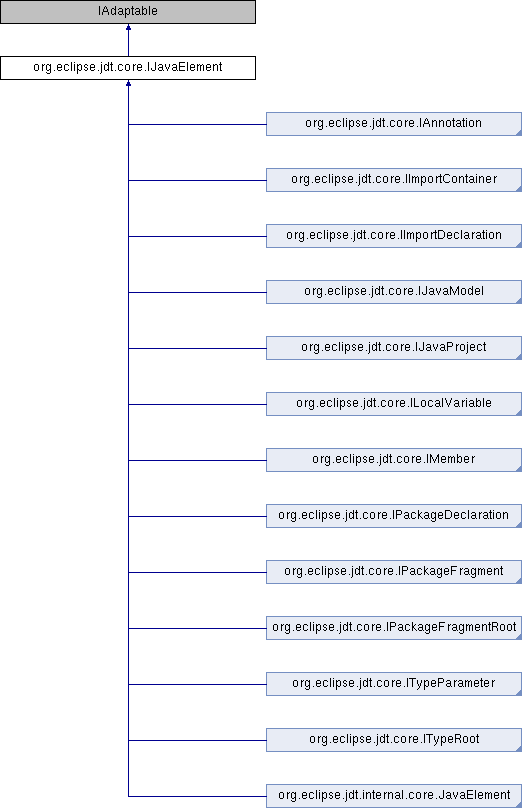 IAdaptable
org.eclipse.jdt.core.IJavaElement
org.eclipse.jdt.core.IAnnotation
org.eclipse.jdt.core.IImportContainer
org.eclipse.jdt.core.IImportDeclaration
org.eclipse.jdt.core.IJavaModel
org.eclipse.jdt.core.IJavaProject
org.eclipse.jdt.core.ILocalVariable
org.eclipse.jdt.core.IMember
org.eclipse.jdt.core.IPackageDeclaration
org.eclipse.jdt.core.IPackageFragment
org.eclipse.jdt.core.IPackageFragmentRoot
org.eclipse.jdt.core.ITypeParameter
org.eclipse.jdt.core.ITypeRoot
org.eclipse.jdt.internal.core.JavaElement